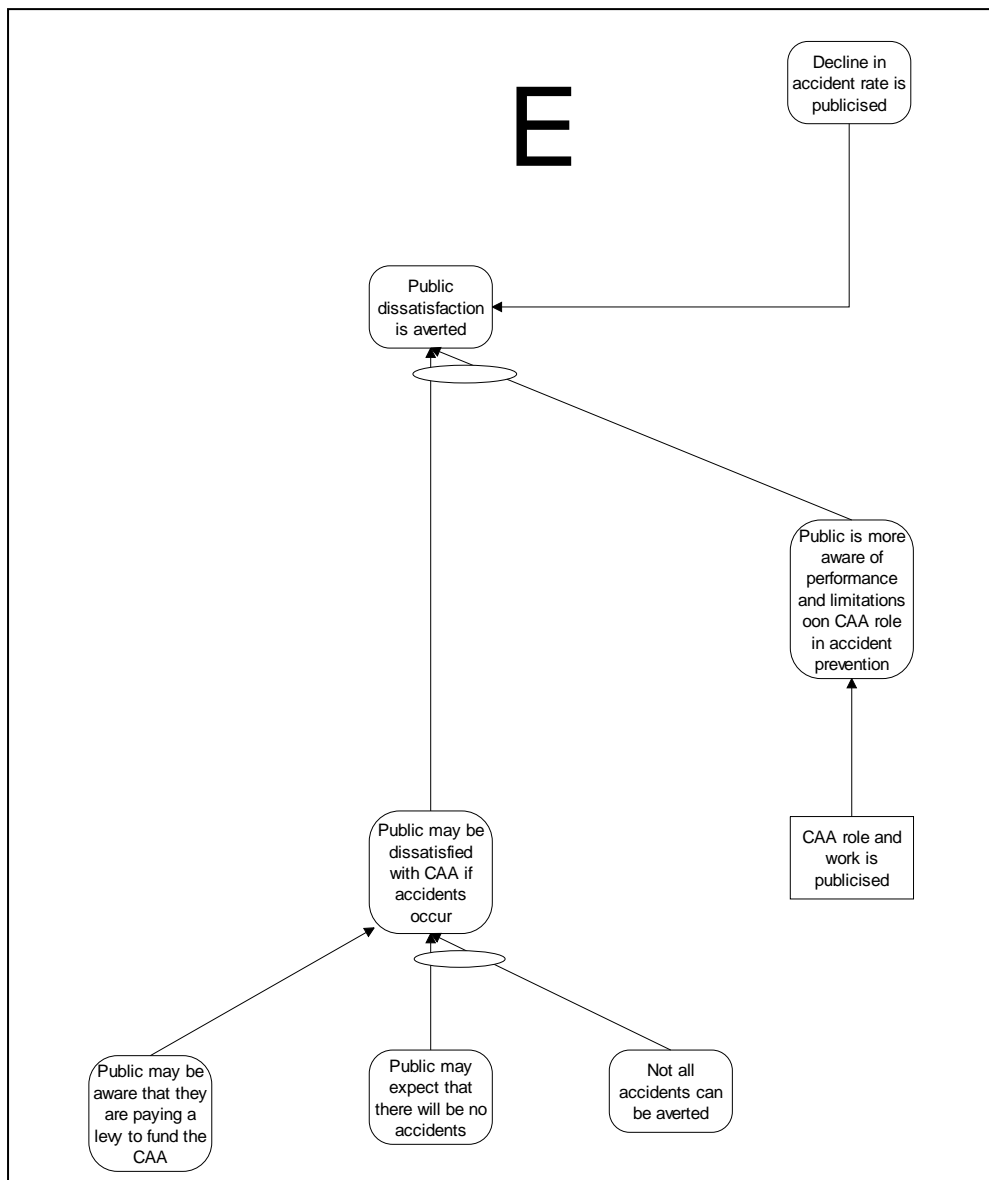 Decline in
accident rate is
publicised
E
Public
dissatisfaction
is averted
Public is more
aware of
performance
and limitations
oon CAA role
in accident
prevention
Public may be
dissatisfied
with CAA if
accidents
occur
CAA role and
work is
publicised
Public may be
aware that they
are paying a
levy to fund the
CAA
Public may
expect that
there will be no
accidents
Not all
accidents can
be averted